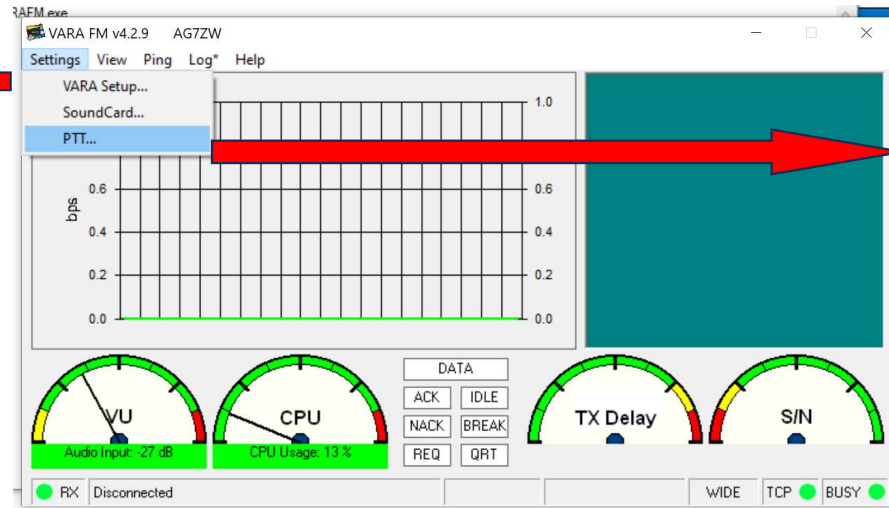 RAFM.exe
VARA FM v4.2.9 AG7ZW
Settings View Ping Log* Help
VARA Setup...
SoundCard...
PTT...
1.0
bps
0.6 0.6
0.4 0.4
0.2 0.2
0.0 0.0
VU
Audio Input: -27 dB
CPU
CPU Usage: 13 %
DATA
ACK IDLE
NACK BREAK
REQ QRT
TX Delay
S/N
RX Disconnected WIDE TCP BUSY